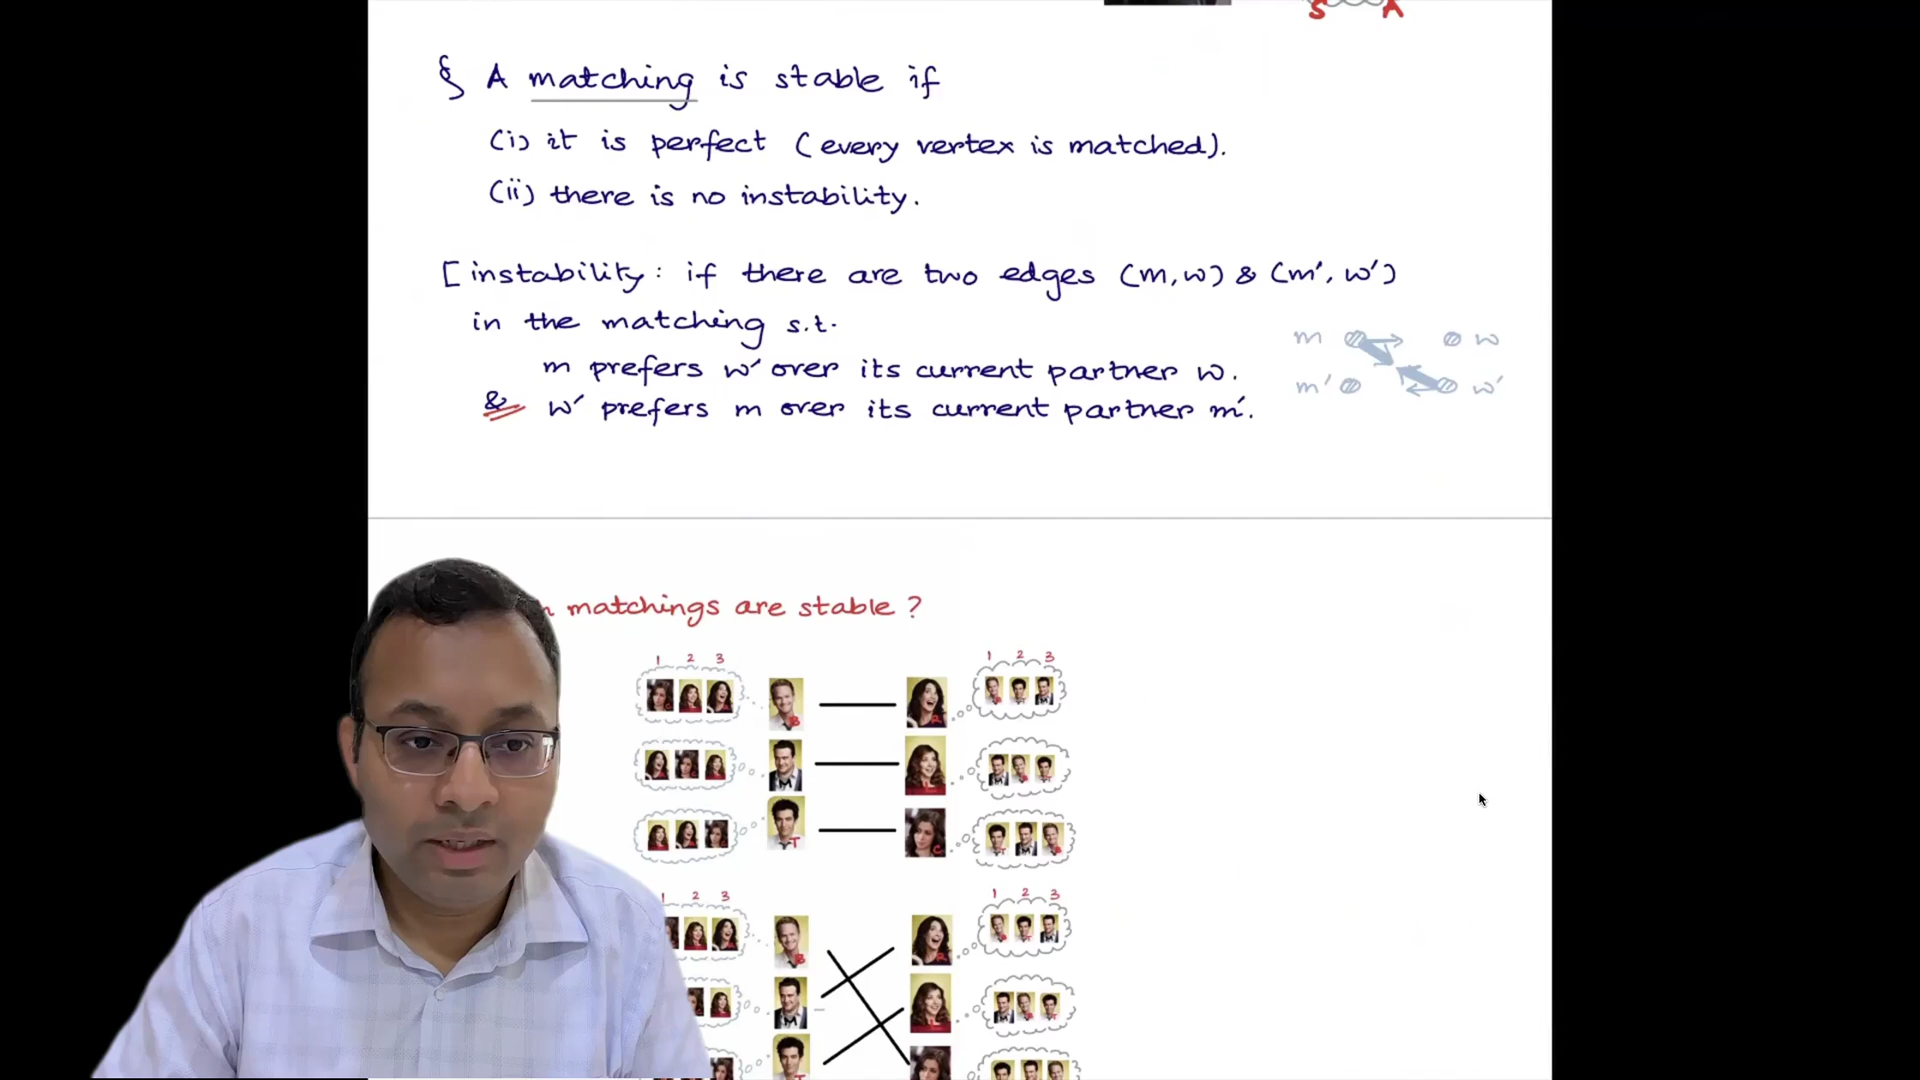 S A
§ A matching is stable if
(i) it is perfect (every vertex is matched).
(ii) there is no instability.
[instability: if there are two edges (m,w) & (m', w')
in the matching s.t.
m w
m prefers w' over its current partner w.
m' w'
& w' prefers m over its current partner m'.
matchings are stable ?
1 2 3 1 2 3
B R
T C
1 2 3 1 2 3
B R
T